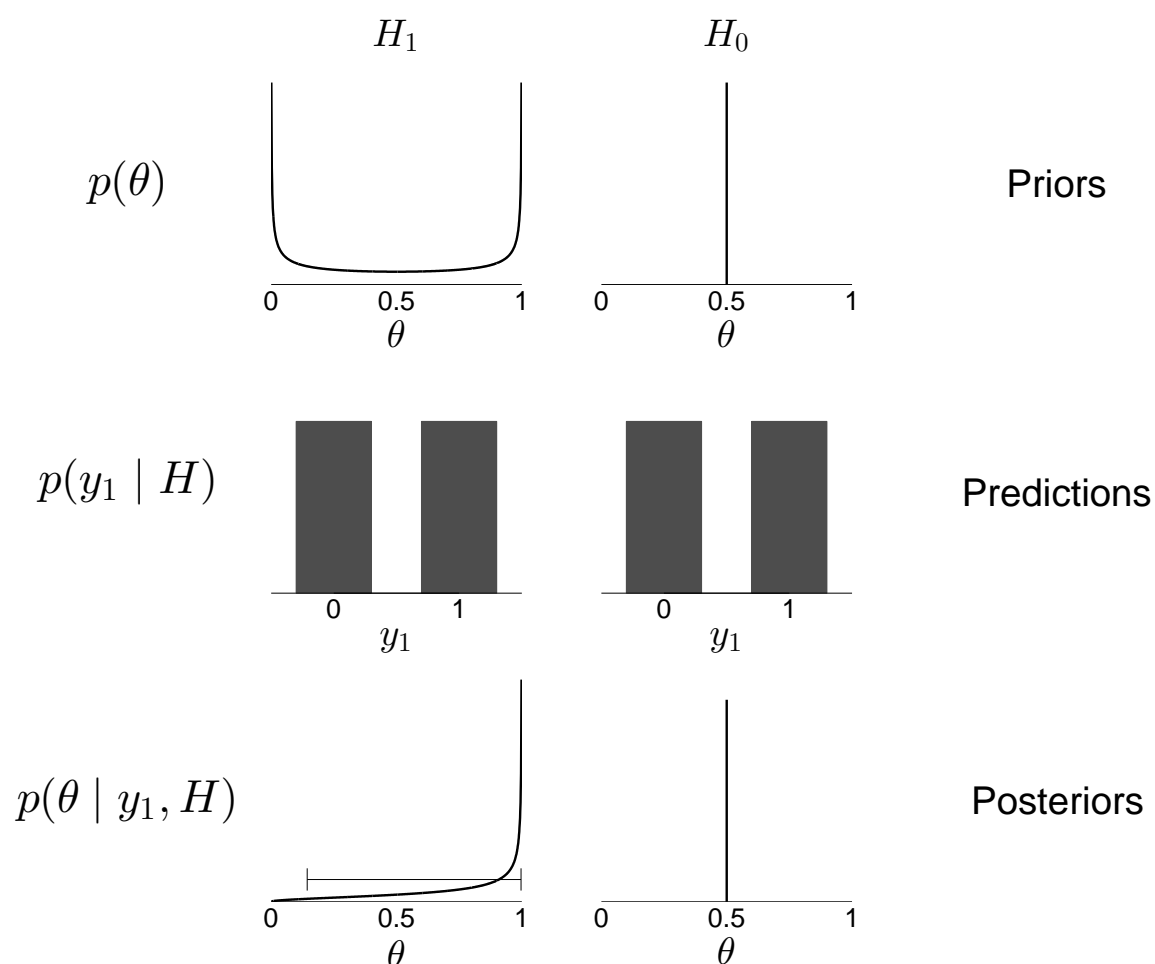 H₁ H₀
p(θ) Priors
0 0.5 1 0 0.5 1
θ θ
p(y₁ | H) Predictions
0 1 0 1
y₁ y₁
p(θ | y₁, H) Posteriors
0 0.5 1 0 0.5 1
θ θ